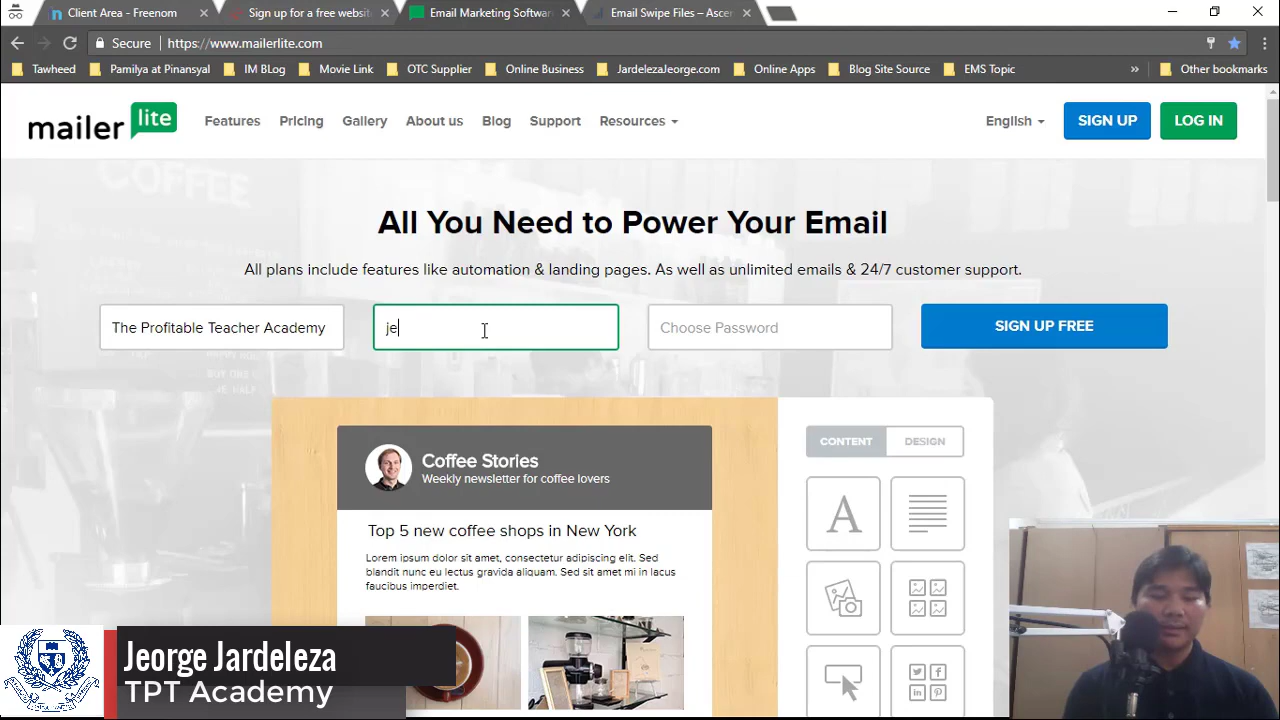 Client Area - Freenom
Sign up for a free websit
Email Marketing Software
Email Swipe Files – Ascen
Secure
https://www.mailerlite.com
Tawheed
Pamilya at Pinansyal
IM BLog
Movie Link
OTC Supplier
Online Business
JardelezaJeorge.com
Online Apps
Blog Site Source
EMS Topic
Other bookmarks
mailer lite
Features
Pricing
Gallery
About us
Blog
Support
Resources
English
SIGN UP
LOG IN
COFFEE
All You Need to Power Your Email
All plans include features like automation & landing pages. As well as unlimited emails & 24/7 customer support.
The Profitable Teacher Academy
je
Choose Password
SIGN UP FREE
Coffee Stories
Weekly newsletter for coffee lovers
CONTENT
DESIGN
Top 5 new coffee shops in New York
Lorem ipsum dolor sit amet, consectetur adipiscing elit. Sed
blandit nunc eu lectus gravida aliquam. Sed sit amet mi in lacus
faucibus imperdiet.
A
Jeorge Jardeleza
TPT Academy